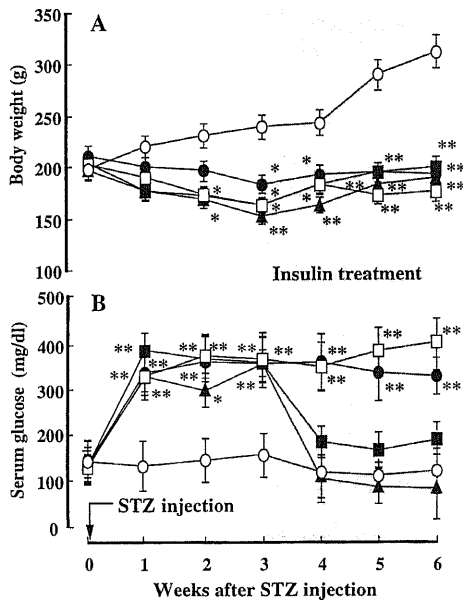 A
Body weight (g)
350
300
250
200
150
100
* * ** ** **
* * ** ** **
* ** ** ** **
Insulin treatment
B
Serum glucose (mg/dl)
500
400
300
200
100
0
** ** ** ** ** **
** ** ** ** ** **
** *
STZ injection
0 1 2 3 4 5 6
Weeks after STZ injection